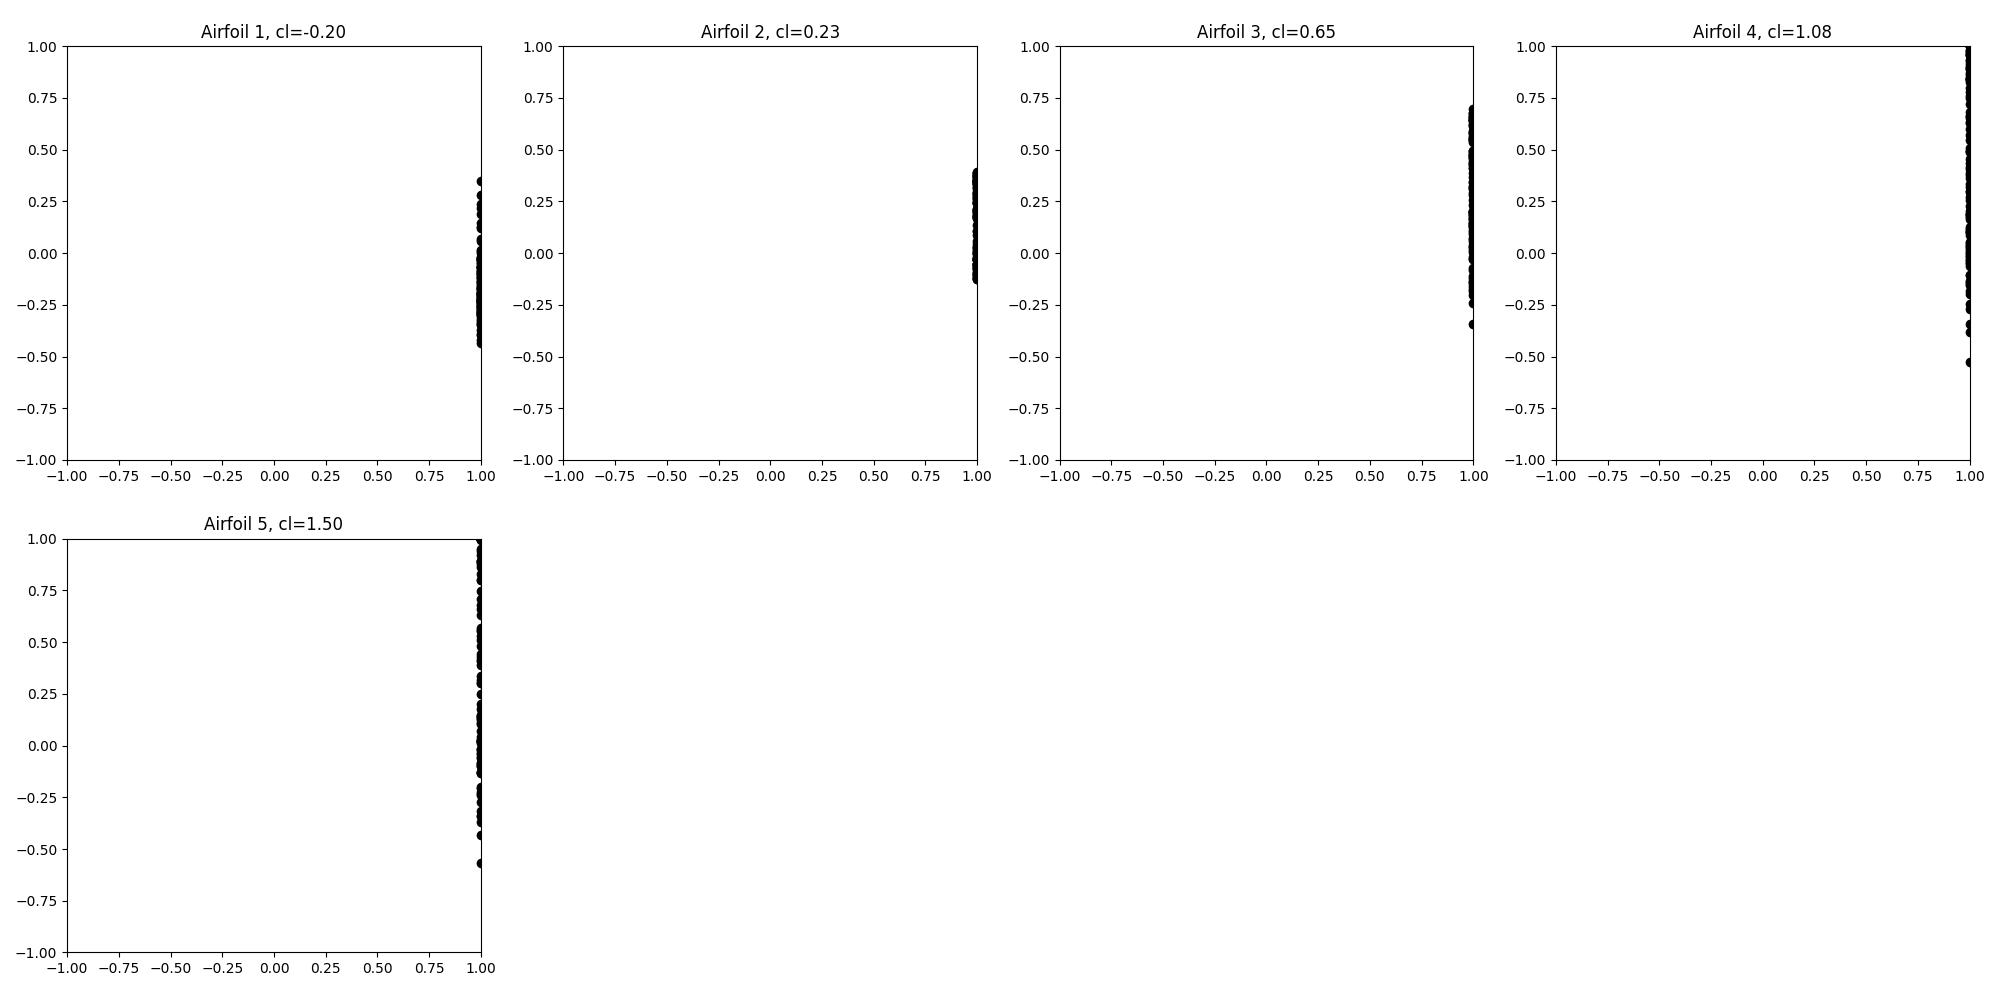 Airfoil 1, cl=-0.20
Airfoil 2, cl=0.23
Airfoil 3, cl=0.65
Airfoil 4, cl=1.08
1.00 1.00 1.00 1.00
0.75 0.75 0.75 0.75
0.50 0.50 0.50 0.50
0.25 0.25 0.25 0.25
0.00 0.00 0.00 0.00
−0.25 −0.25 −0.25 −0.25
−0.50 −0.50 −0.50 −0.50
−0.75 −0.75 −0.75 −0.75
−1.00 −1.00 −1.00 −1.00
−1.00 −0.75 −0.50 −0.25 0.00 0.25 0.50 0.75 1.00
−1.00 −0.75 −0.50 −0.25 0.00 0.25 0.50 0.75 1.00
−1.00 −0.75 −0.50 −0.25 0.00 0.25 0.50 0.75 1.00
−1.00 −0.75 −0.50 −0.25 0.00 0.25 0.50 0.75 1.00
Airfoil 5, cl=1.50
1.00
0.75
0.50
0.25
0.00
−0.25
−0.50
−0.75
−1.00
−1.00 −0.75 −0.50 −0.25 0.00 0.25 0.50 0.75 1.00